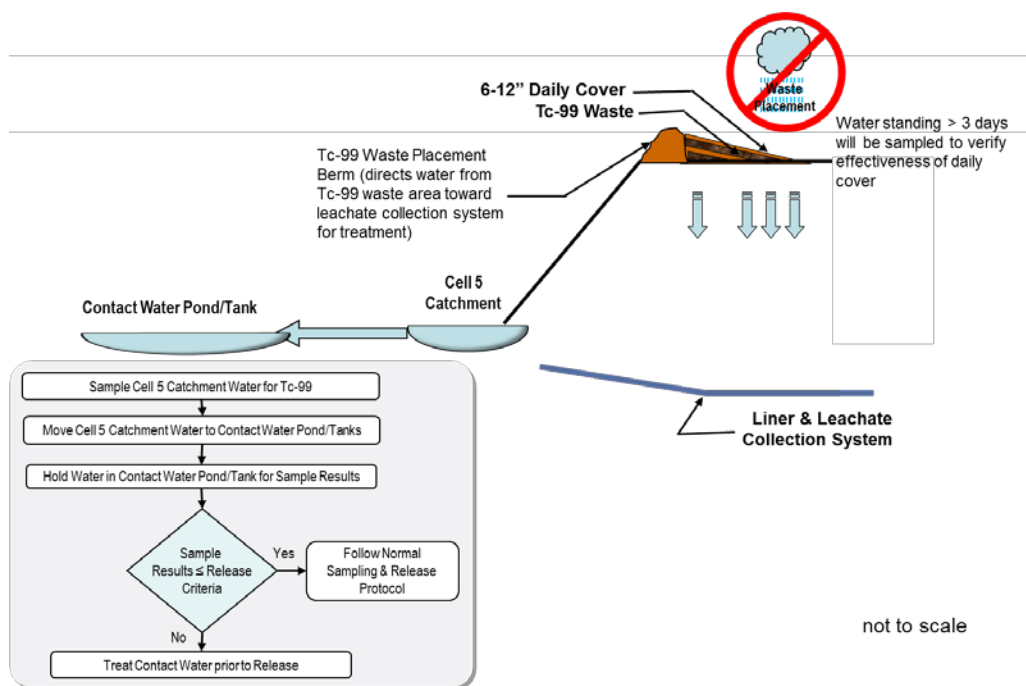 Waste
Placement
6-12” Daily Cover
Tc-99 Waste
Water standing > 3 days
will be sampled to verify
effectiveness of daily
cover
Tc-99 Waste Placement
Berm (directs water from
Tc-99 waste area toward
leachate collection system
for treatment)
Cell 5
Catchment
Contact Water Pond/Tank
Sample Cell 5 Catchment Water for Tc-99
Move Cell 5 Catchment Water to Contact Water Pond/Tanks
Hold Water in Contact Water Pond/Tank for Sample Results
Sample
Results ≤ Release
Criteria
Yes
Follow Normal
Sampling & Release
Protocol
No
Treat Contact Water prior to Release
Liner & Leachate
Collection System
not to scale